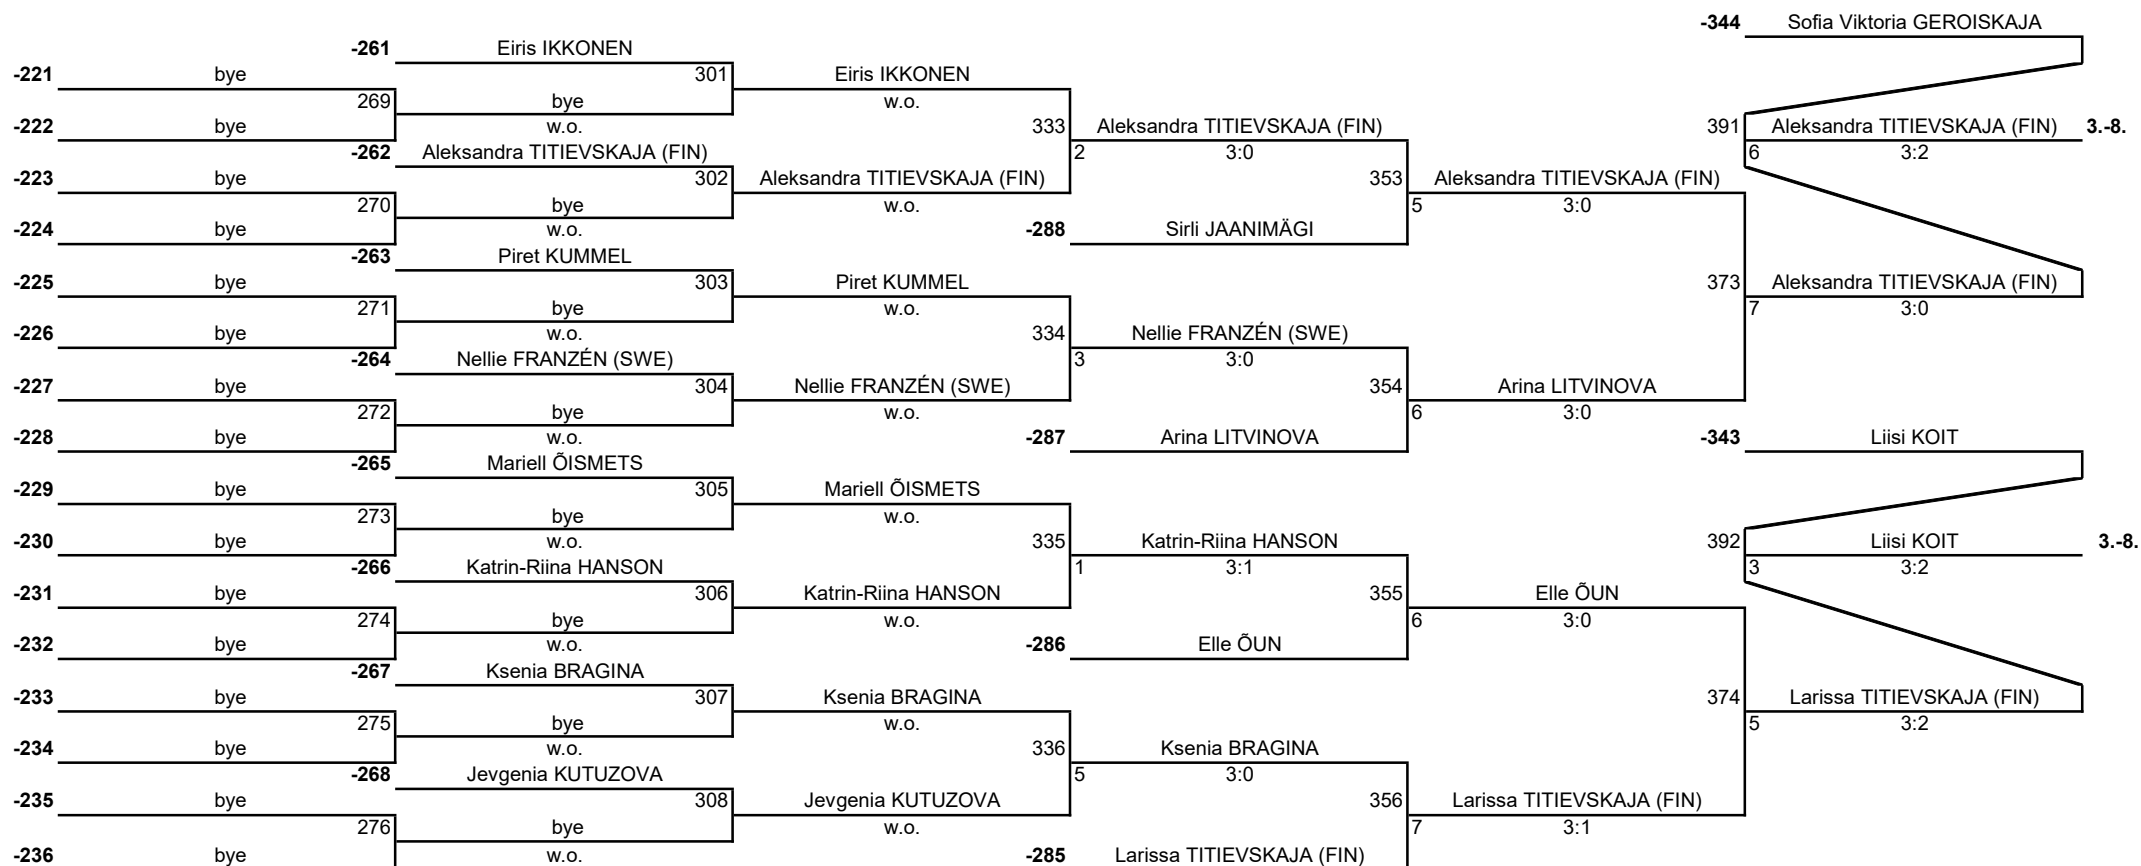 -344 Sofia Viktoria GEROISKAJA
-261 Eiris IKKONEN
-221 bye 301 Eiris IKKONEN
269 bye w.o.
-222 bye w.o. 333 Aleksandra TITIEVSKAJA (FIN) 391 Aleksandra TITIEVSKAJA (FIN) 3.-8.
-262 Aleksandra TITIEVSKAJA (FIN) 2 3:0 6 3:2
-223 bye 302 Aleksandra TITIEVSKAJA (FIN) 353 Aleksandra TITIEVSKAJA (FIN)
270 bye w.o. 5 3:0
-224 bye w.o. -288 Sirli JAANIMÄGI
-263 Piret KUMMEL
-225 bye 303 Piret KUMMEL 373 Aleksandra TITIEVSKAJA (FIN)
271 bye w.o. 7 3:0
-226 bye w.o. 334 Nellie FRANZÉN (SWE)
-264 Nellie FRANZÉN (SWE) 3 3:0
-227 bye 304 Nellie FRANZÉN (SWE) 354 Arina LITVINOVA
272 bye w.o. 6 3:0
-228 bye w.o. -287 Arina LITVINOVA -343 Liisi KOIT
-265 Mariell ÕISMETS
-229 bye 305 Mariell ÕISMETS
273 bye w.o.
-230 bye w.o. 335 Katrin-Riina HANSON 392 Liisi KOIT 3.-8.
-266 Katrin-Riina HANSON 1 3:1 3 3:2
-231 bye 306 Katrin-Riina HANSON 355 Elle ÕUN
274 bye w.o. 6 3:0
-232 bye w.o. -286 Elle ÕUN
-267 Ksenia BRAGINA
-233 bye 307 Ksenia BRAGINA 374 Larissa TITIEVSKAJA (FIN)
275 bye w.o. 5 3:2
-234 bye w.o. 336 Ksenia BRAGINA
-268 Jevgenia KUTUZOVA 5 3:0
-235 bye 308 Jevgenia KUTUZOVA 356 Larissa TITIEVSKAJA (FIN)
276 bye w.o. 7 3:1
-236 bye w.o. -285 Larissa TITIEVSKAJA (FIN)